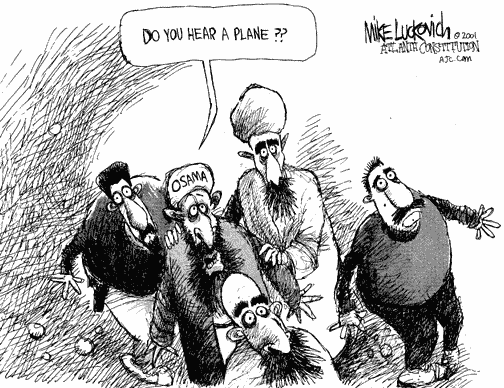 DO YOU HEAR A PLANE ??
MIKE LUCKOVICH ©2001
ATLANTA CONSTITUTION
AJC.COM
OSAMA